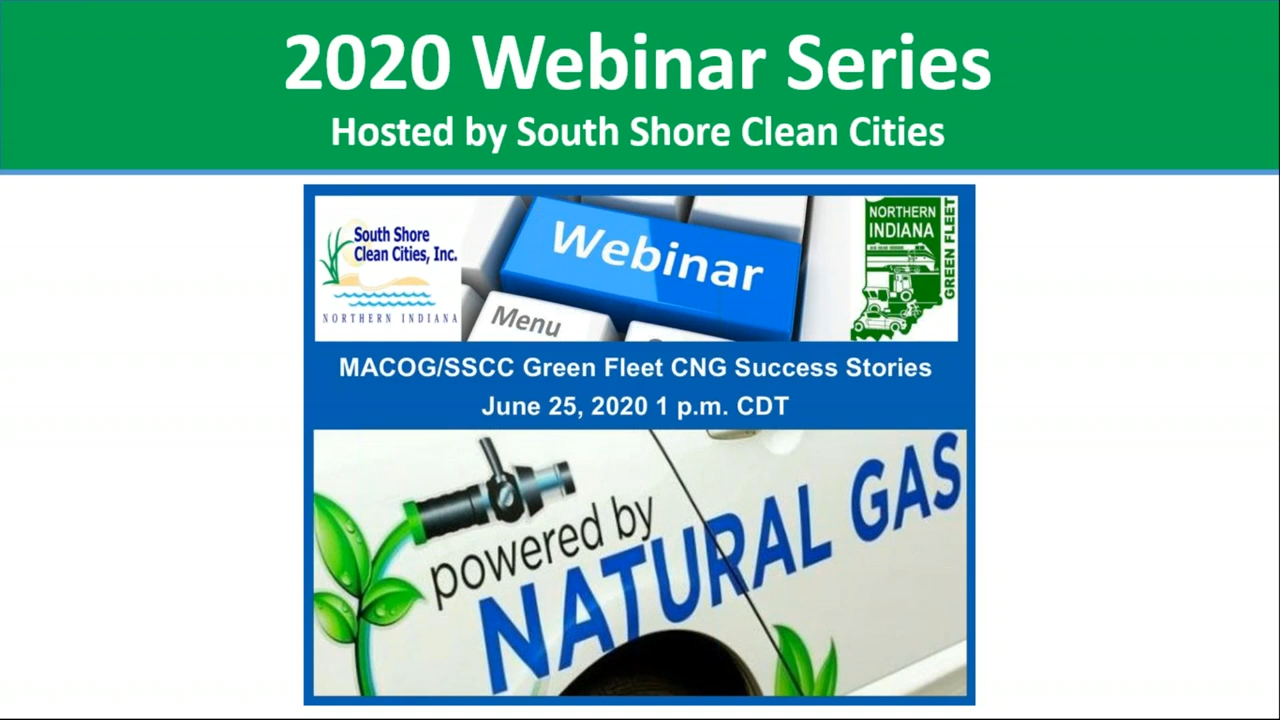 2020 Webinar Series
Hosted by South Shore Clean Cities
South Shore
Clean Cities, Inc.
NORTHERN INDIANA
Webinar
Menu
NORTHERN
INDIANA
GREEN FLEET
MACOG/SSCC Green Fleet CNG Success Stories
June 25, 2020 1 p.m. CDT
powered by
NATURAL GAS